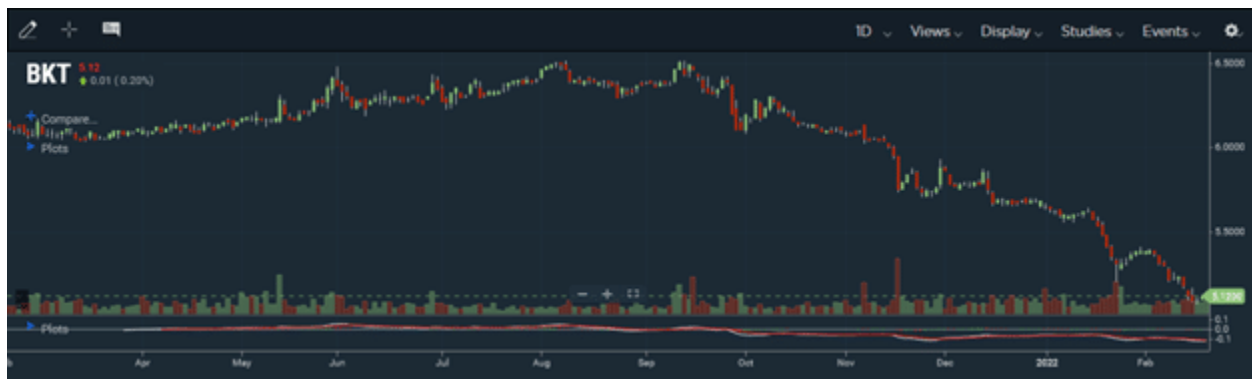 1D Views Display Studies Events
BKT 5.12
0.01 (0.20%)
Compare...
Plots
6.5000
6.0000
5.5000
5.1200
Plots
0.1
0.0
-0.1
Apr May Jun Jul Aug Sep Oct Nov Dec 2022 Feb